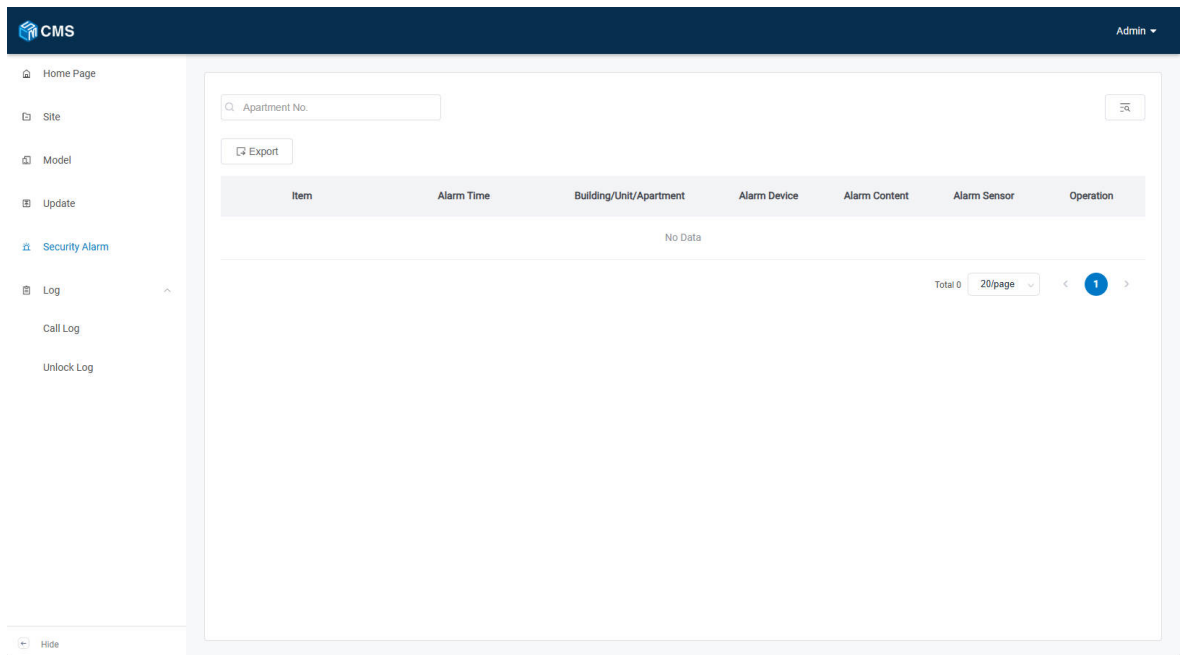 CMS
Admin
Home Page
Site
Model
Update
Security Alarm
Log
Call Log
Unlock Log
Hide
Apartment No.
Export
Item Alarm Time Building/Unit/Apartment Alarm Device Alarm Content Alarm Sensor Operation
No Data
Total 0 20/page 1